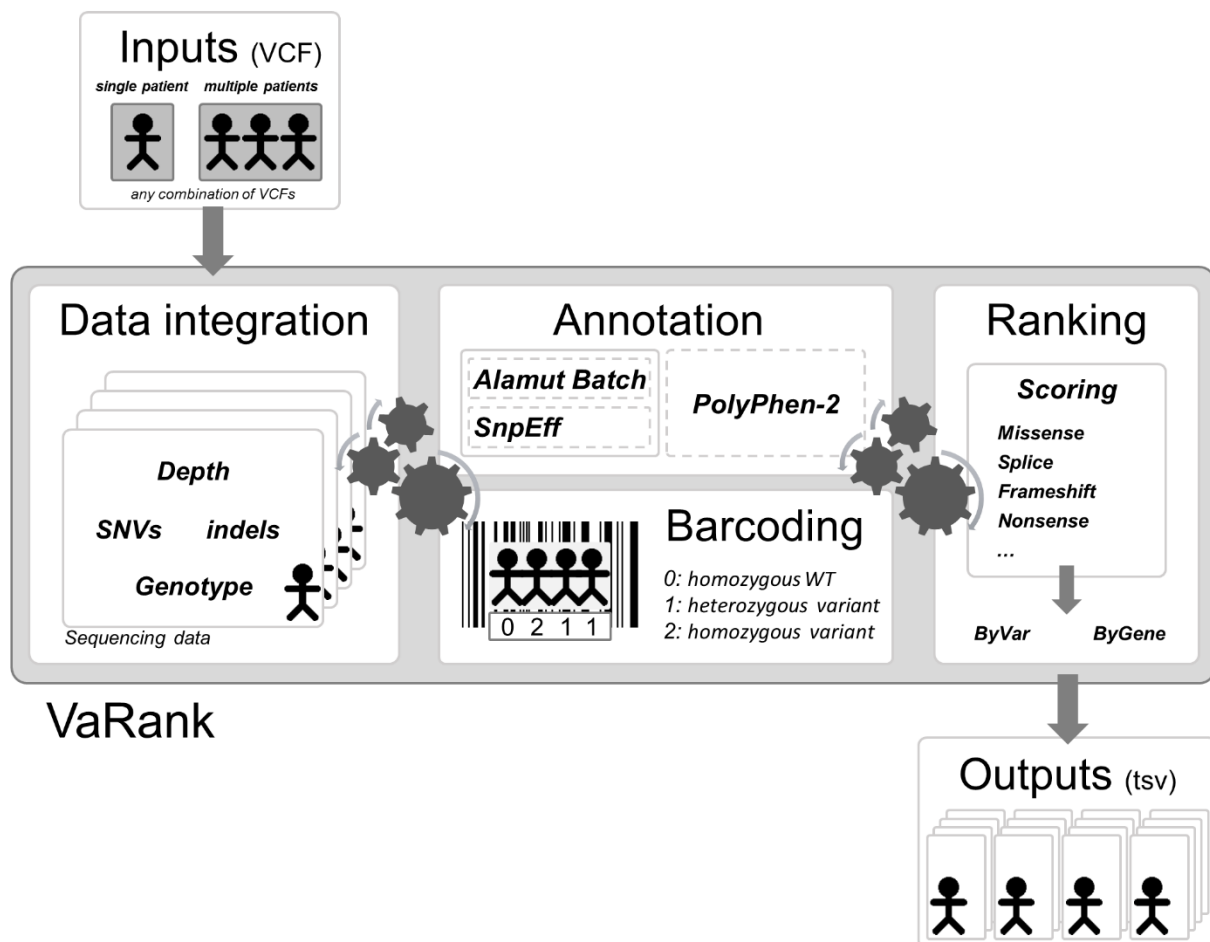 Inputs (VCF)
single patient multiple patients
any combination of VCFs
Data integration
Depth
SNVs indels
Genotype
Sequencing data
Annotation
Alamut Batch
SnpEff
PolyPhen-2
Barcoding
0 2 1 1
0: homozygous WT
1: heterozygous variant
2: homozygous variant
Ranking
Scoring
Missense
Splice
Frameshift
Nonsense
...
ByVar ByGene
VaRank
Outputs (tsv)